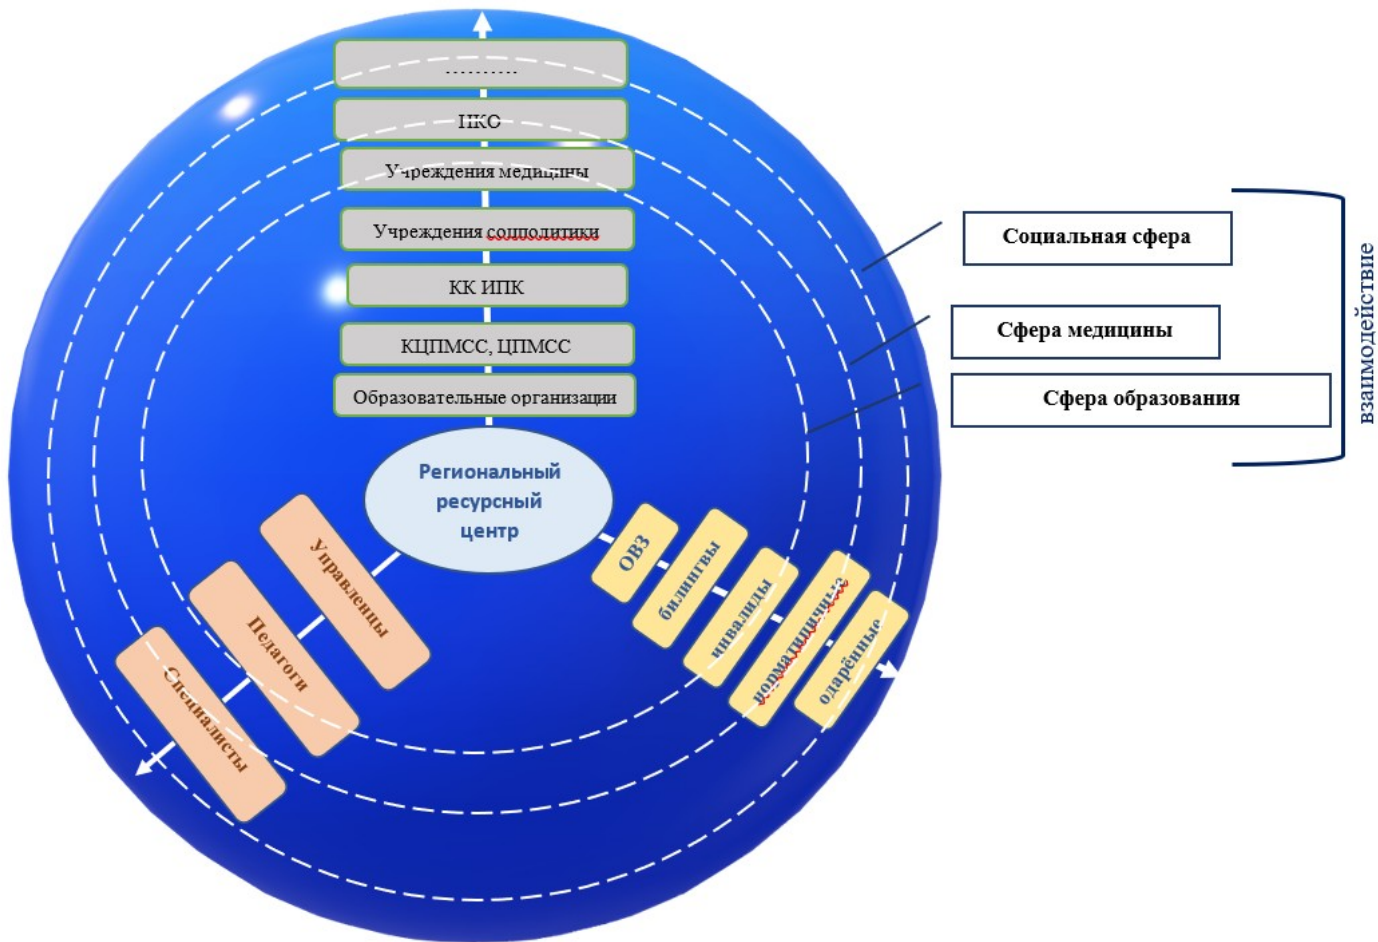 ……….
НКО
Учреждения медицины
Учреждения соцполитики
КК ИПК
КЦПМСС, ЦПМСС
Образовательные организации
Региональный
ресурсный
центр
Управленцы
Педагоги
Специалисты
ОВЗ
билингвы
инвалиды
норматипичные
одарённые
Социальная сфера
Сфера медицины
Сфера образования
взаимодействие